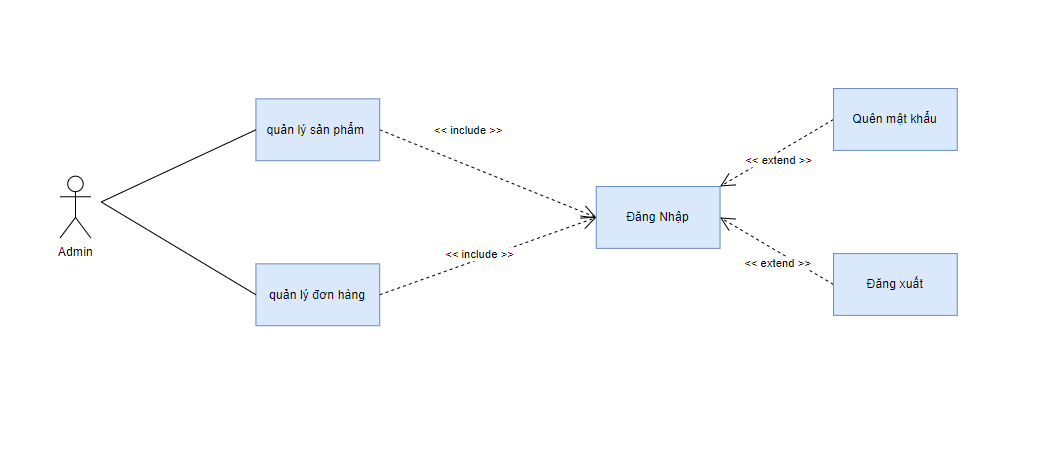 quản lý sản phẩm
<< include >>
Quên mật khẩu
<< extend >>
Đăng Nhập
Admin
<< include >>
<< extend >>
quản lý đơn hàng
Đăng xuất